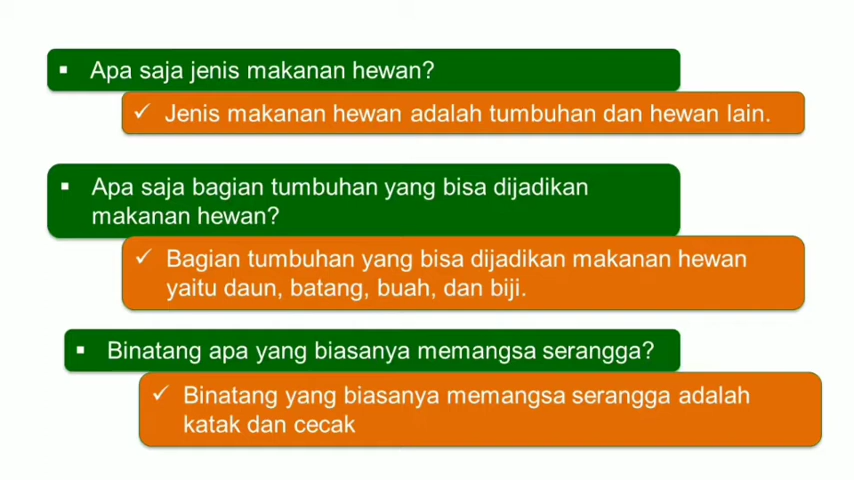 ▪ Apa saja jenis makanan hewan?
✓ Jenis makanan hewan adalah tumbuhan dan hewan lain.
▪ Apa saja bagian tumbuhan yang bisa dijadikan
makanan hewan?
✓ Bagian tumbuhan yang bisa dijadikan makanan hewan
yaitu daun, batang, buah, dan biji.
▪ Binatang apa yang biasanya memangsa serangga?
✓ Binatang yang biasanya memangsa serangga adalah
katak dan cecak